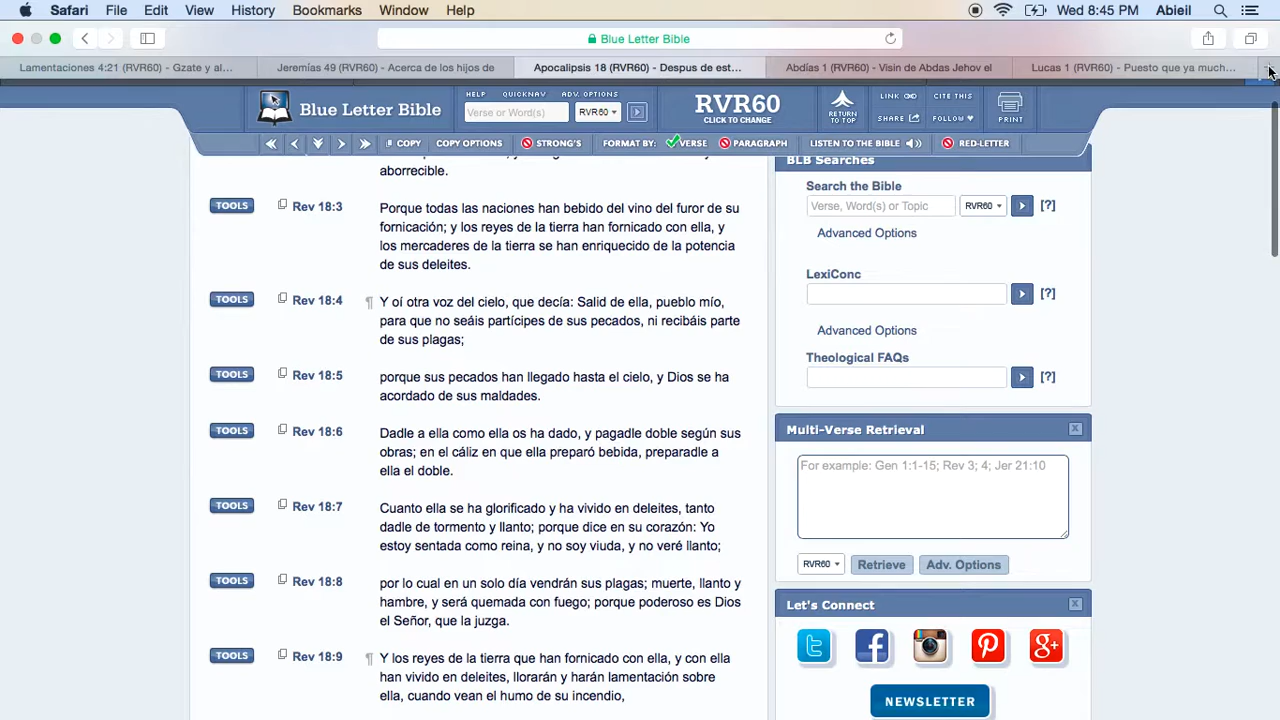 Safari File Edit View History Bookmarks Window Help Wed 8:45 PM Abieil
Blue Letter Bible
Lamentaciones 4:21 (RVR60) - Gzate y al... Jeremías 49 (RVR60) - Acerca de los hijos de Apocalipsis 18 (RVR60) - Despus de est... Abdías 1 (RVR60) - Visin de Abdas Jehov el Lucas 1 (RVR60) - Puesto que ya much...
Blue Letter Bible
HELP QUICKNAV ADV. OPTIONS
Verse or Word(s) RVR60
RVR60
CLICK TO CHANGE
RETURN
TO TOP
LINK CITE THIS
SHARE FOLLOW
PRINT
COPY COPY OPTIONS STRONG'S FORMAT BY: VERSE PARAGRAPH LISTEN TO THE BIBLE RED-LETTER
aborrecible.
TOOLS Rev 18:3 Porque todas las naciones han bebido del vino del furor de su
fornicación; y los reyes de la tierra han fornicado con ella, y
los mercaderes de la tierra se han enriquecido de la potencia
de sus deleites.
TOOLS Rev 18:4 ¶ Y oí otra voz del cielo, que decía: Salid de ella, pueblo mío,
para que no seáis partícipes de sus pecados, ni recibáis parte
de sus plagas;
TOOLS Rev 18:5 porque sus pecados han llegado hasta el cielo, y Dios se ha
acordado de sus maldades.
TOOLS Rev 18:6 Dadle a ella como ella os ha dado, y pagadle doble según sus
obras; en el cáliz en que ella preparó bebida, preparadle a
ella el doble.
TOOLS Rev 18:7 Cuanto ella se ha glorificado y ha vivido en deleites, tanto
dadle de tormento y llanto; porque dice en su corazón: Yo
estoy sentada como reina, y no soy viuda, y no veré llanto;
TOOLS Rev 18:8 por lo cual en un solo día vendrán sus plagas; muerte, llanto y
hambre, y será quemada con fuego; porque poderoso es Dios
el Señor, que la juzga.
TOOLS Rev 18:9 ¶ Y los reyes de la tierra que han fornicado con ella, y con ella
han vivido en deleites, llorarán y harán lamentación sobre
ella, cuando vean el humo de su incendio,
BLB Searches
Search the Bible
Verse, Word(s) or Topic RVR60 [?]
Advanced Options
LexiConc
[?]
Advanced Options
Theological FAQs
[?]
Multi-Verse Retrieval
For example: Gen 1:1-15; Rev 3; 4; Jer 21:10
RVR60 Retrieve Adv. Options
Let's Connect
NEWSLETTER